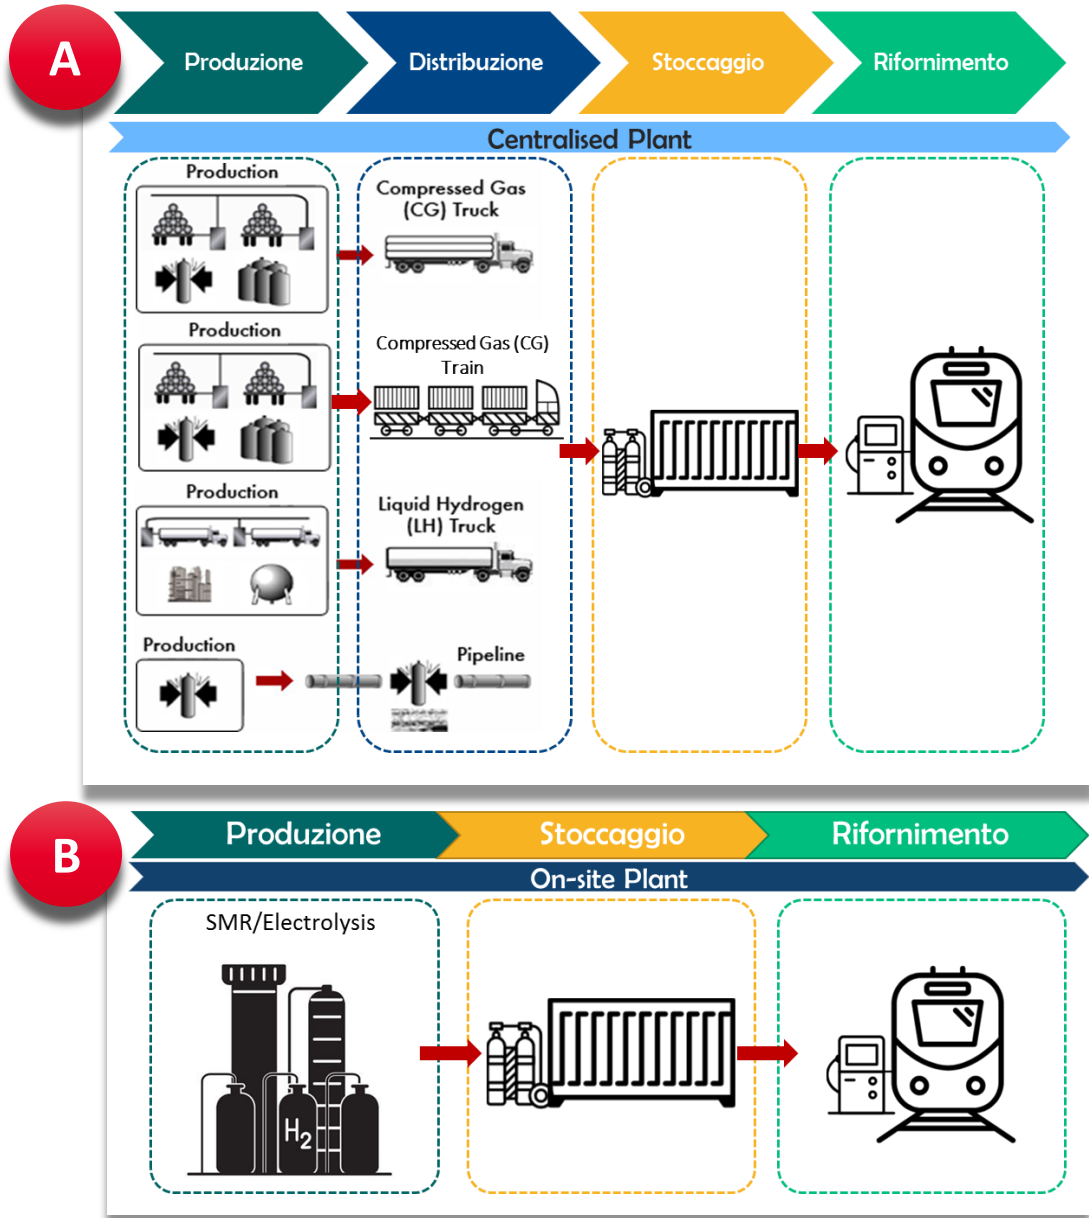 A
Produzione
Distribuzione
Stoccaggio
Rifornimento
Centralised Plant
Production
Compressed Gas
(CG) Truck
Production
Compressed Gas (CG)
Train
Production
Liquid Hydrogen
(LH) Truck
Production
Pipeline
B
Produzione
Stoccaggio
Rifornimento
On-site Plant
SMR/Electrolysis
H2